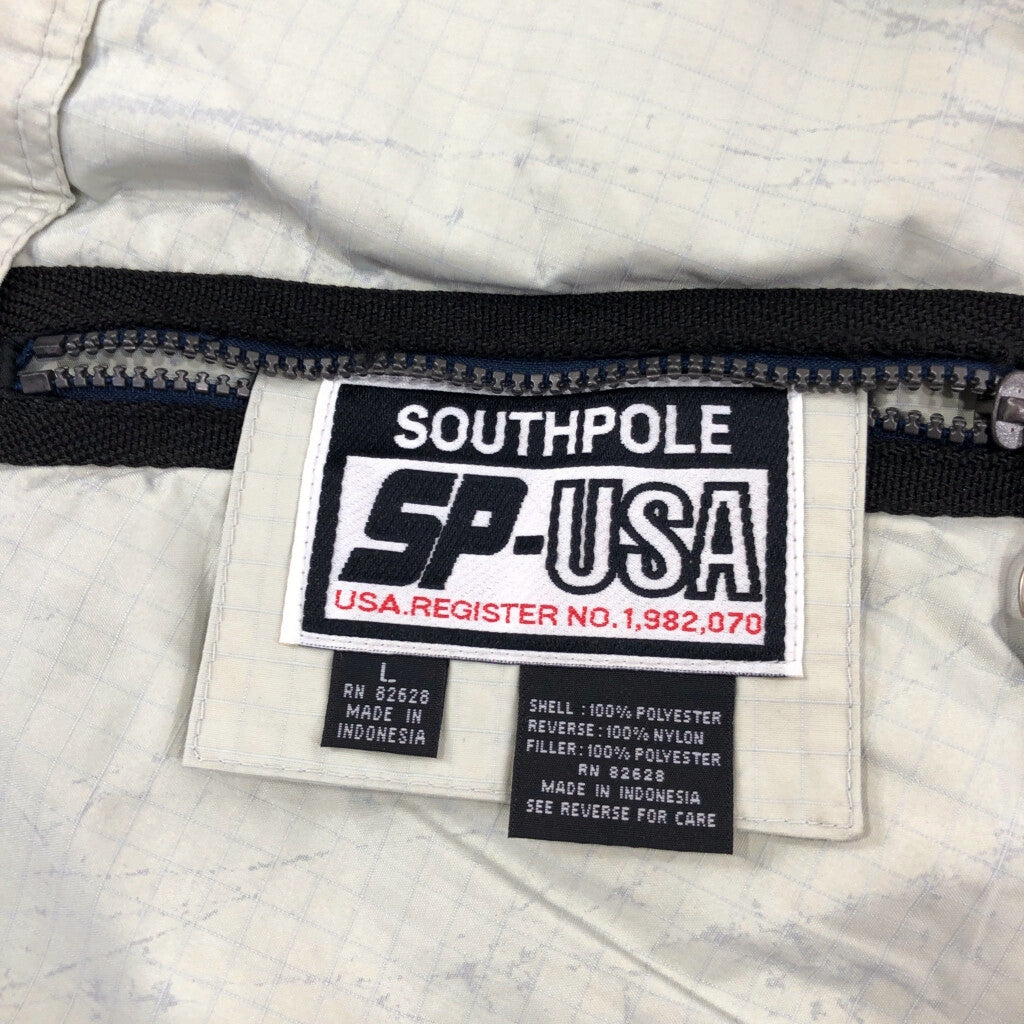 SOUTHPOLE
SP-USA
USA.REGISTER NO.1,982,070
L
RN 82628
MADE IN
INDONESIA
SHELL :100% POLYESTER
REVERSE :100% NYLON
FILLER:100% POLYESTER
RN 82628
MADE IN INDONESIA
SEE REVERSE FOR CARE